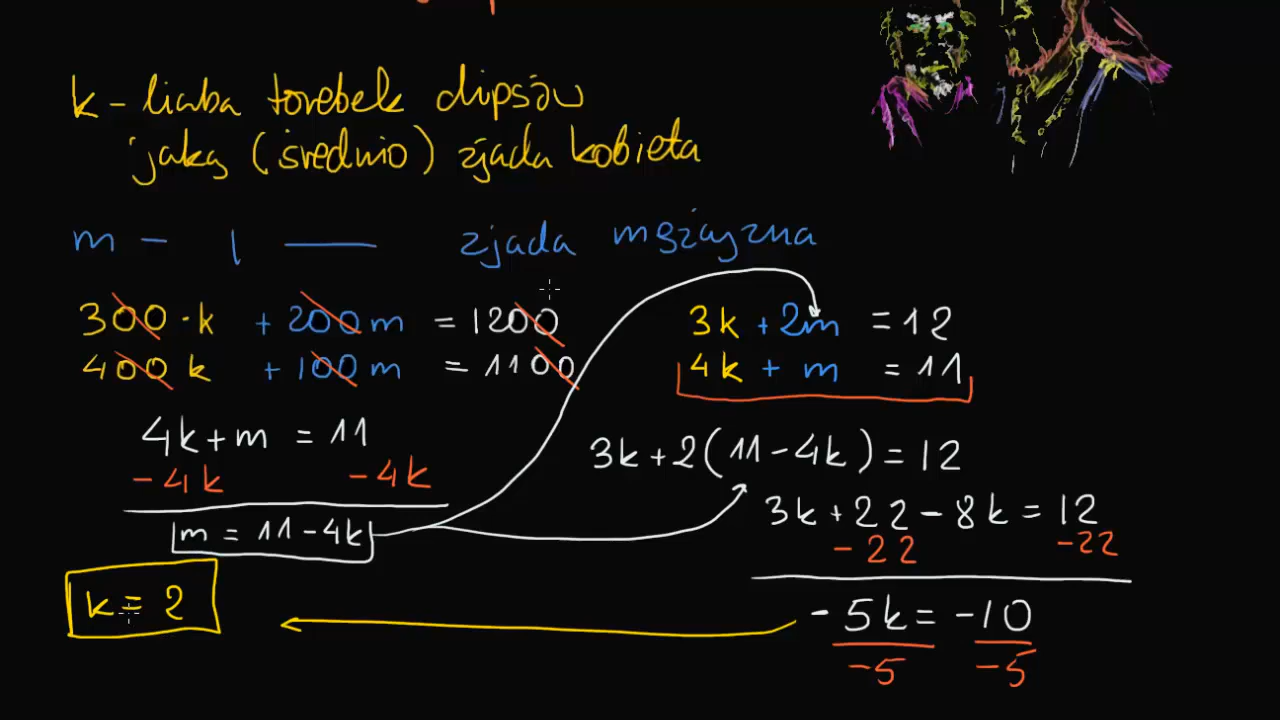 k - liczba torebek chipsów
jaką (średnio) zjada kobieta
m - 1 —— zjada mężczyzna
300 · k + 200 m = 1200
400 k + 100 m = 1100
3k + 2m = 12
4k + m = 11
4k + m = 11
- 4k - 4k
m = 11 - 4k
k = 2
3k + 2 ( 11 - 4k ) = 12
3k + 22 - 8k = 12
- 22 - 22
- 5k = - 10
-5 -5